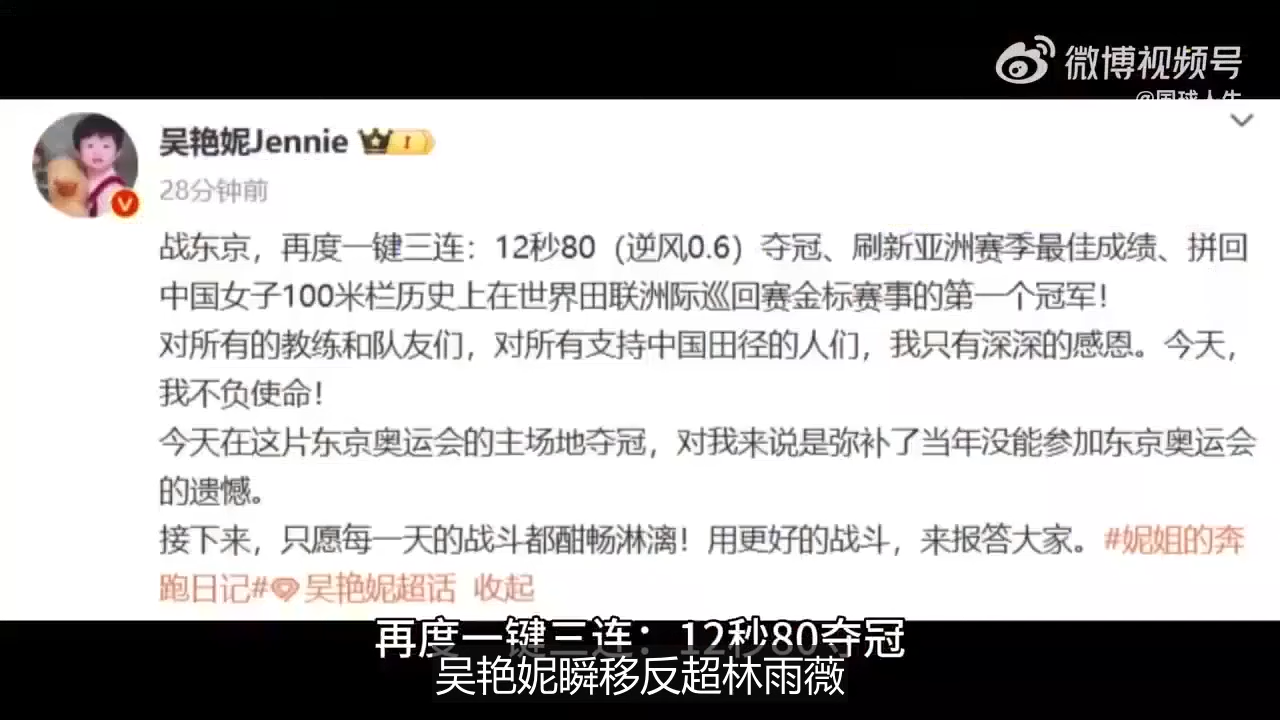 微博视频号
@国球人生
吴艳妮Jennie
28分钟前
战东京，再度一键三连：12秒80（逆风0.6）夺冠、刷新亚洲赛季最佳成绩、拼回
中国女子100米栏历史上在世界田联洲际巡回赛金标赛事的第一个冠军！
对所有的教练和队友们，对所有支持中国田径的人们，我只有深深的感恩。今天，
我不负使命！
今天在这片东京奥运会的主场地夺冠，对我来说是弥补了当年没能参加东京奥运会
的遗憾。
接下来，只愿每一天的战斗都酣畅淋漓！用更好的战斗，来报答大家。#妮姐的奔
跑日记#吴艳妮超话 收起
再度一键三连：12秒80夺冠
吴艳妮瞬移反超林雨薇